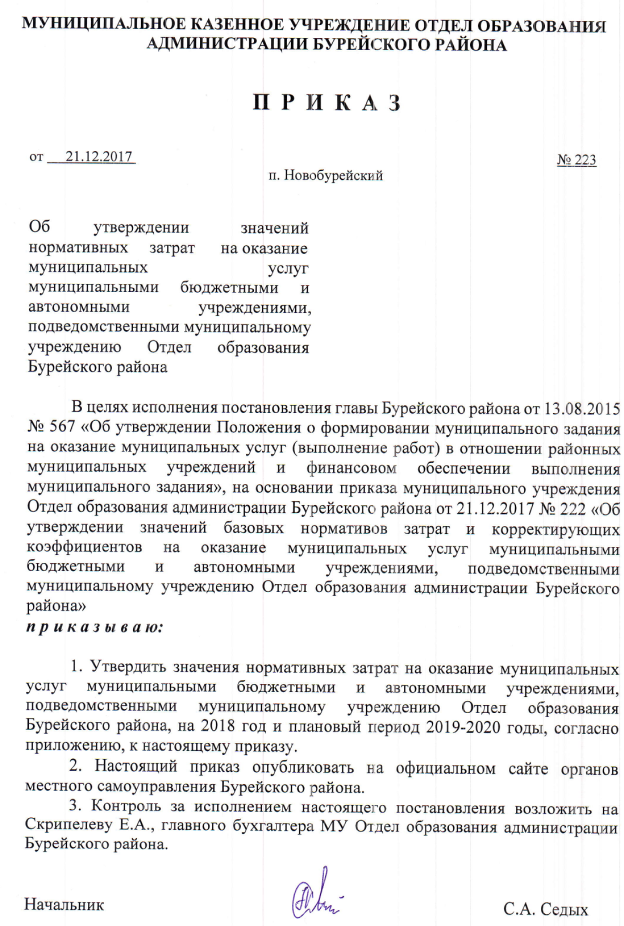 МУНИЦИПАЛЬНОЕ КАЗЕННОЕ УЧРЕЖДЕНИЕ ОТДЕЛ ОБРАЗОВАНИЯ
АДМИНИСТРАЦИИ БУРЕЙСКОГО РАЙОНА
П Р И К А З
от 21.12.2017 № 223
п. Новобурейский
Об утверждении значений
нормативных затрат на оказание
муниципальных услуг
муниципальными бюджетными и
автономными учреждениями,
подведомственными муниципальному
учреждению Отдел образования
Бурейского района
В целях исполнения постановления главы Бурейского района от 13.08.2015
№ 567 «Об утверждении Положения о формировании муниципального задания
на оказание муниципальных услуг (выполнение работ) в отношении районных
муниципальных учреждений и финансовом обеспечении выполнения
муниципального задания», на основании приказа муниципального учреждения
Отдел образования администрации Бурейского района от 21.12.2017 № 222 «Об
утверждении значений базовых нормативов затрат и корректирующих
коэффициентов на оказание муниципальных услуг муниципальными
бюджетными и автономными учреждениями, подведомственными
муниципальному учреждению Отдел образования администрации Бурейского
района»
п р и к а з ы в а ю:
1. Утвердить значения нормативных затрат на оказание муниципальных
услуг муниципальными бюджетными и автономными учреждениями,
подведомственными муниципальному учреждению Отдел образования
Бурейского района, на 2018 год и плановый период 2019-2020 годы, согласно
приложению, к настоящему приказу.
2. Настоящий приказ опубликовать на официальном сайте органов
местного самоуправления Бурейского района.
3. Контроль за исполнением настоящего постановления возложить на
Скрипелеву Е.А., главного бухгалтера МУ Отдел образования администрации
Бурейского района.
Начальник С.А. Седых